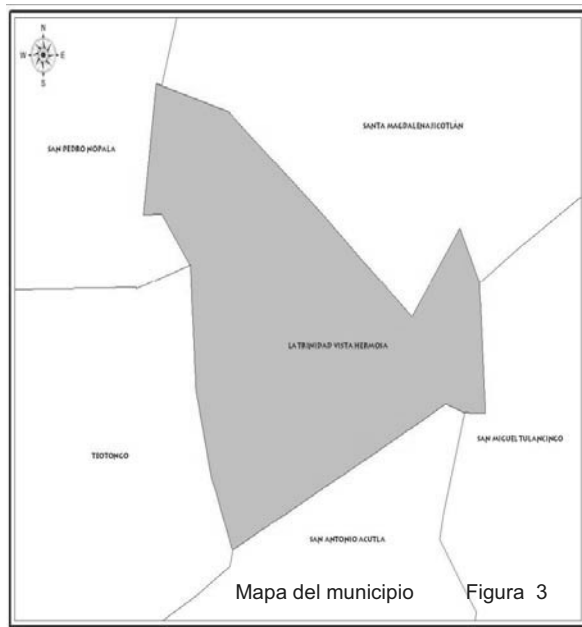 N
W E
S
SANTA MAGDALENA JICOTLÁN
SAN PEDRO NOPALA
LA TRINIDAD VISTA HERMOSA
TEOTONGO
SAN MIGUEL TULANCINGO
SAN ANTONIO ACUTLA
Mapa del municipio Figura 3